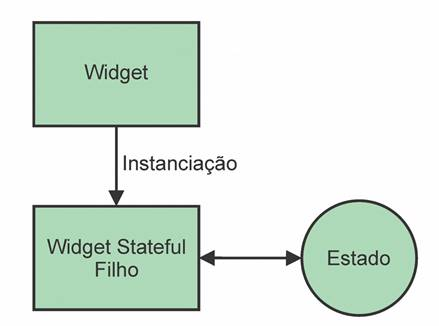 Widget
Instanciação
Widget Stateful
Filho
Estado